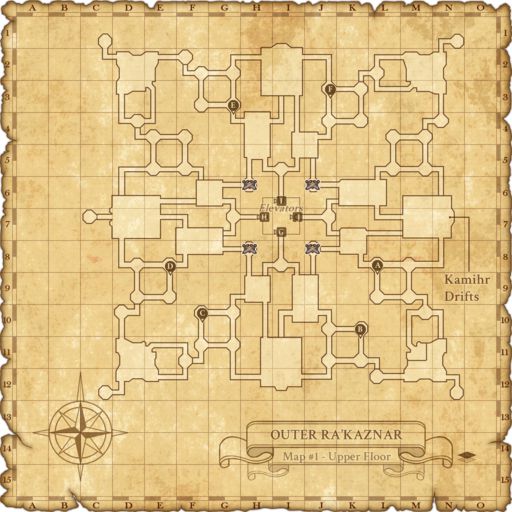 A B C D E F G H I J K L M N O
1
2
3
4
5
6
7
8
9
10
11
12
13
14
15
F
E
I
Elevators
H J
G
D
A
Kamihr
Drifts
C
B
OUTER RA'KAZNAR
Map #1 - Upper Floor
A B C D E F G H I J K L M N O